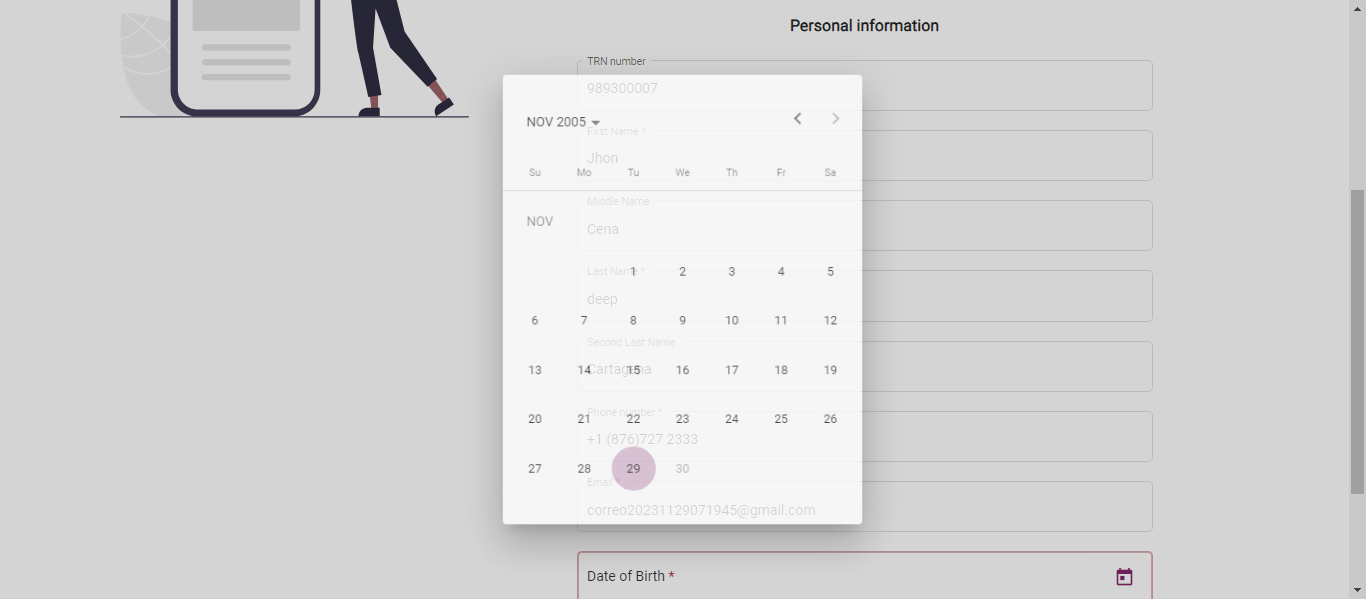 Personal information
TRN number
989300007
NOV 2005
First Name *
Jhon
Su Mo Tu We Th Fr Sa
Middle Name
NOV
Cena
Last Name *
1 2 3 4 5
deep
6 7 8 9 10 11 12
Second Last Name
Cartagena
13 14 15 16 17 18 19
Phone number *
20 21 22 23 24 25 26
+1 (876)727 2333
27 28 29 30
Email *
correo20231129071945@gmail.com
Date of Birth *